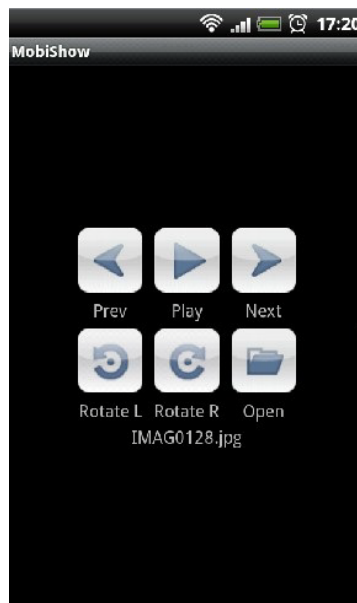 17:20
MobiShow
Prev Play Next
Rotate L Rotate R Open
IMAG0128.jpg